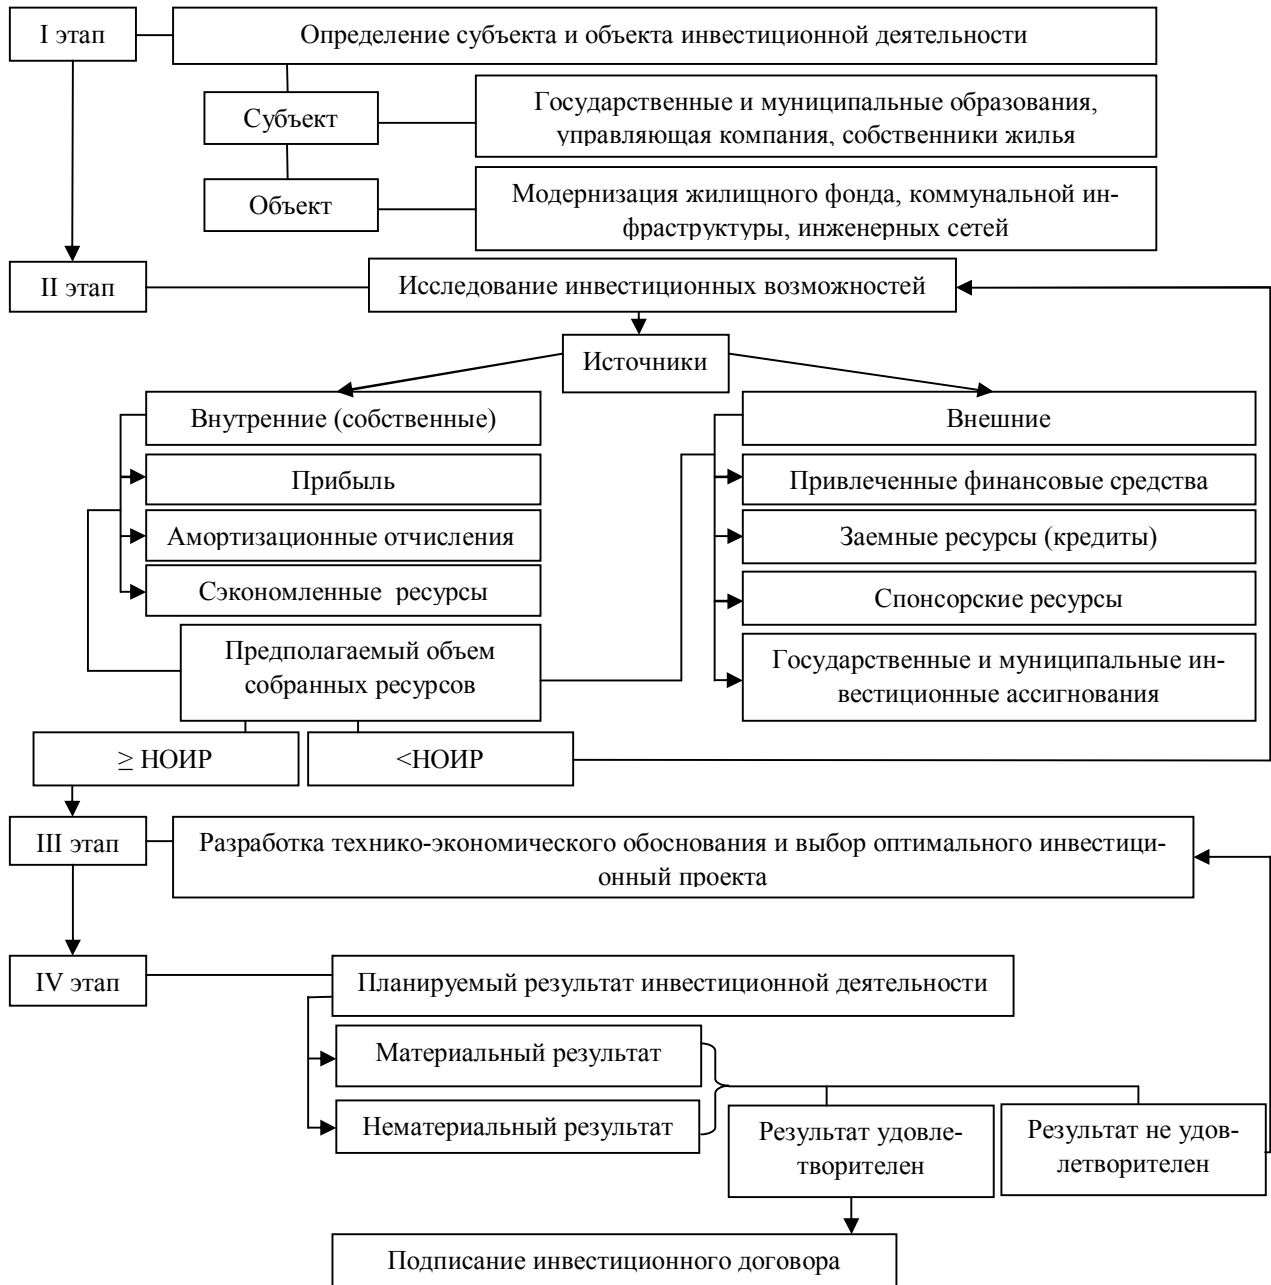 I этап
Определение субъекта и объекта инвестиционной деятельности
Субъект
Государственные и муниципальные образования,
управляющая компания, собственники жилья
Объект
Модернизация жилищного фонда, коммунальной ин-
фраструктуры, инженерных сетей
II этап
Исследование инвестиционных возможностей
Источники
Внутренние (собственные)
Прибыль
Амортизационные отчисления
Сэкономленные ресурсы
Внешние
Привлеченные финансовые средства
Заемные ресурсы (кредиты)
Спонсорские ресурсы
Государственные и муниципальные ин-
вестиционные ассигнования
Предполагаемый объем
собранных ресурсов
≥ НОИР
<НОИР
III этап
Разработка технико-экономического обоснования и выбор оптимального инвестици-
онный проекта
IV этап
Планируемый результат инвестиционной деятельности
Материальный результат
Нематериальный результат
Результат удовле-
творителен
Результат не удов-
летворителен
Подписание инвестиционного договора